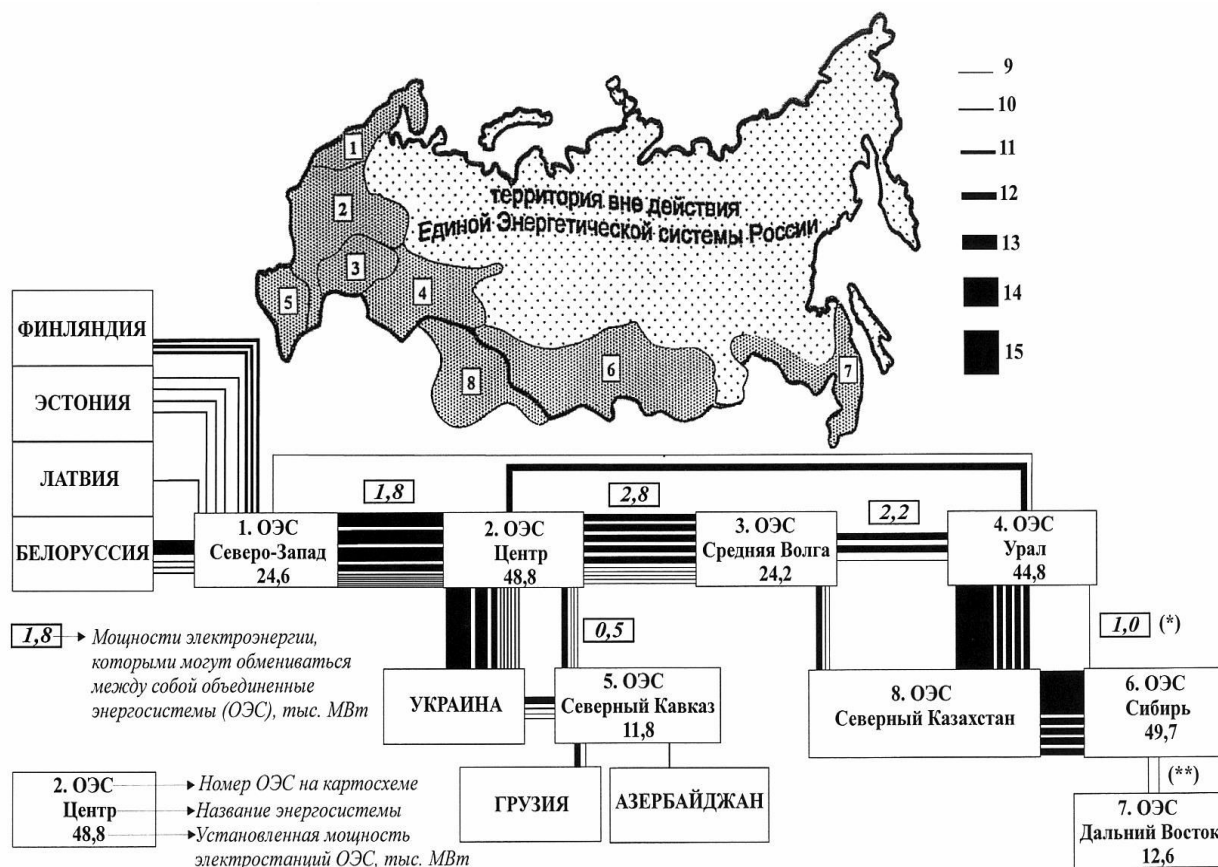 9
10
11
12
13
14
15
1
2
3
4
5
6
7
8
территория вне действия
Единой Энергетической системы России
ФИНЛЯНДИЯ
ЭСТОНИЯ
ЛАТВИЯ
БЕЛОРУССИЯ
1,8
2,8
2,2
1. ОЭС
Северо-Запад
24,6
2. ОЭС
Центр
48,8
3. ОЭС
Средняя Волга
24,2
4. ОЭС
Урал
44,8
0,5
1,0 (*)
1,8
Мощности электроэнергии,
которыми могут обмениваться
между собой объединенные
энергосистемы (ОЭС), тыс. МВт
УКРАИНА
5. ОЭС
Северный Кавказ
11,8
8. ОЭС
Северный Казахстан
6. ОЭС
Сибирь
49,7
(**)
ГРУЗИЯ
АЗЕРБАЙДЖАН
7. ОЭС
Дальний Восток
12,6
2. ОЭС
Центр
48,8
Номер ОЭС на картосхеме
Название энергосистемы
Установленная мощность
электростанций ОЭС, тыс. МВт